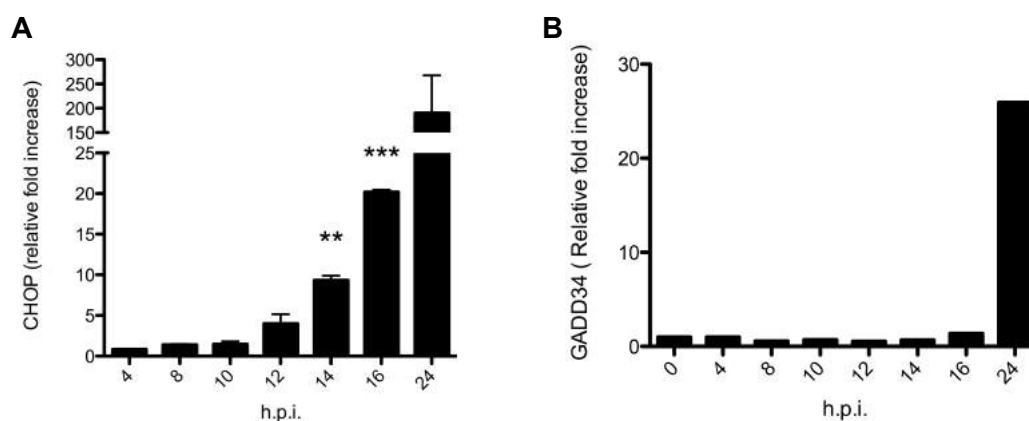 A
CHOP (relative fold increase)
300
250
200
150
25
20
15
10
5
0
**
***
4 8 10 12 14 16 24
h.p.i.
B
GADD34 ( Relative fold increase)
30
20
10
0
0 4 8 10 12 14 16 24
h.p.i.